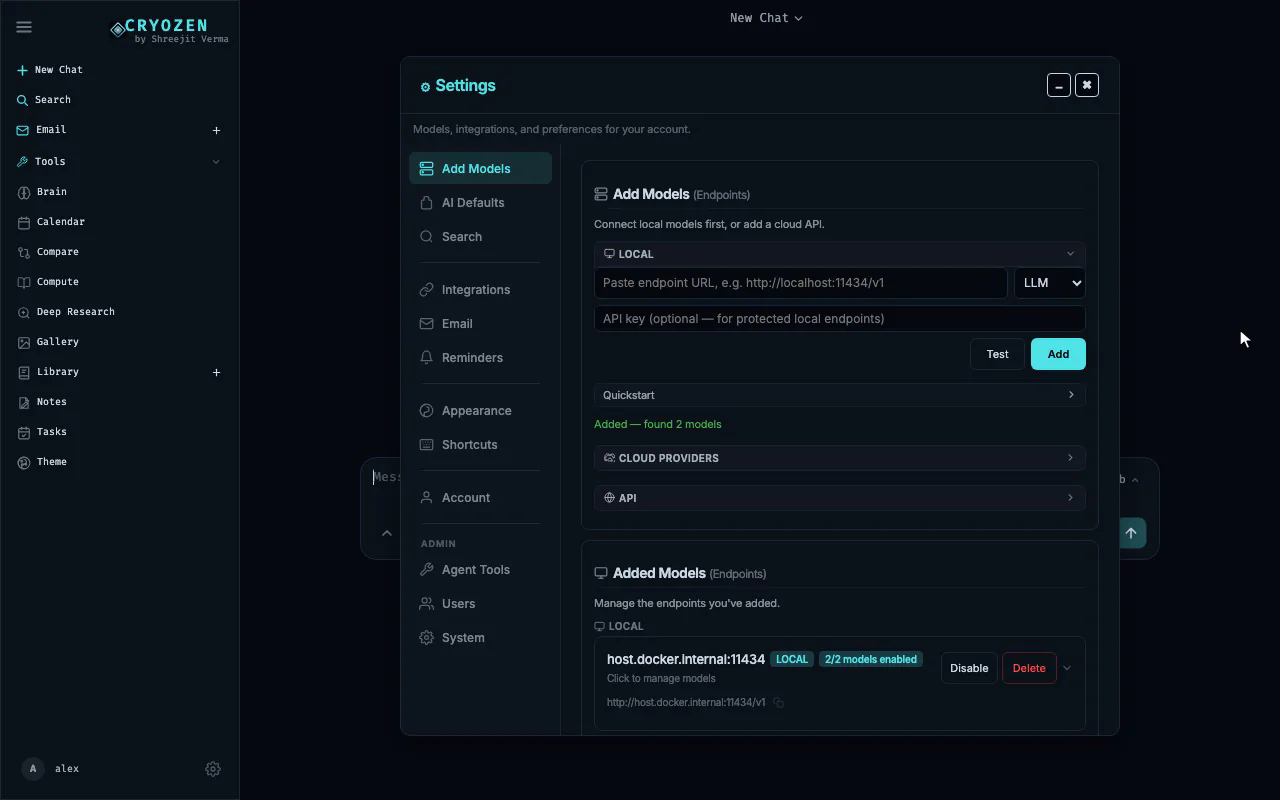 CRYOZEN
by Shreejit Verma
New Chat
Search
Email
Tools
Brain
Calendar
Compare
Compute
Deep Research
Gallery
Library
Notes
Tasks
Theme
A alex
New Chat
Settings
Models, integrations, and preferences for your account.
Add Models
AI Defaults
Search
Integrations
Email
Reminders
Appearance
Shortcuts
Account
ADMIN
Agent Tools
Users
System
Add Models (Endpoints)
Connect local models first, or add a cloud API.
LOCAL
Paste endpoint URL, e.g. http://localhost:11434/v1 LLM
API key (optional — for protected local endpoints)
Test Add
Quickstart
Added — found 2 models
CLOUD PROVIDERS
API
Added Models (Endpoints)
Manage the endpoints you've added.
LOCAL
host.docker.internal:11434 LOCAL 2/2 models enabled Disable Delete
Click to manage models
http://host.docker.internal:11434/v1